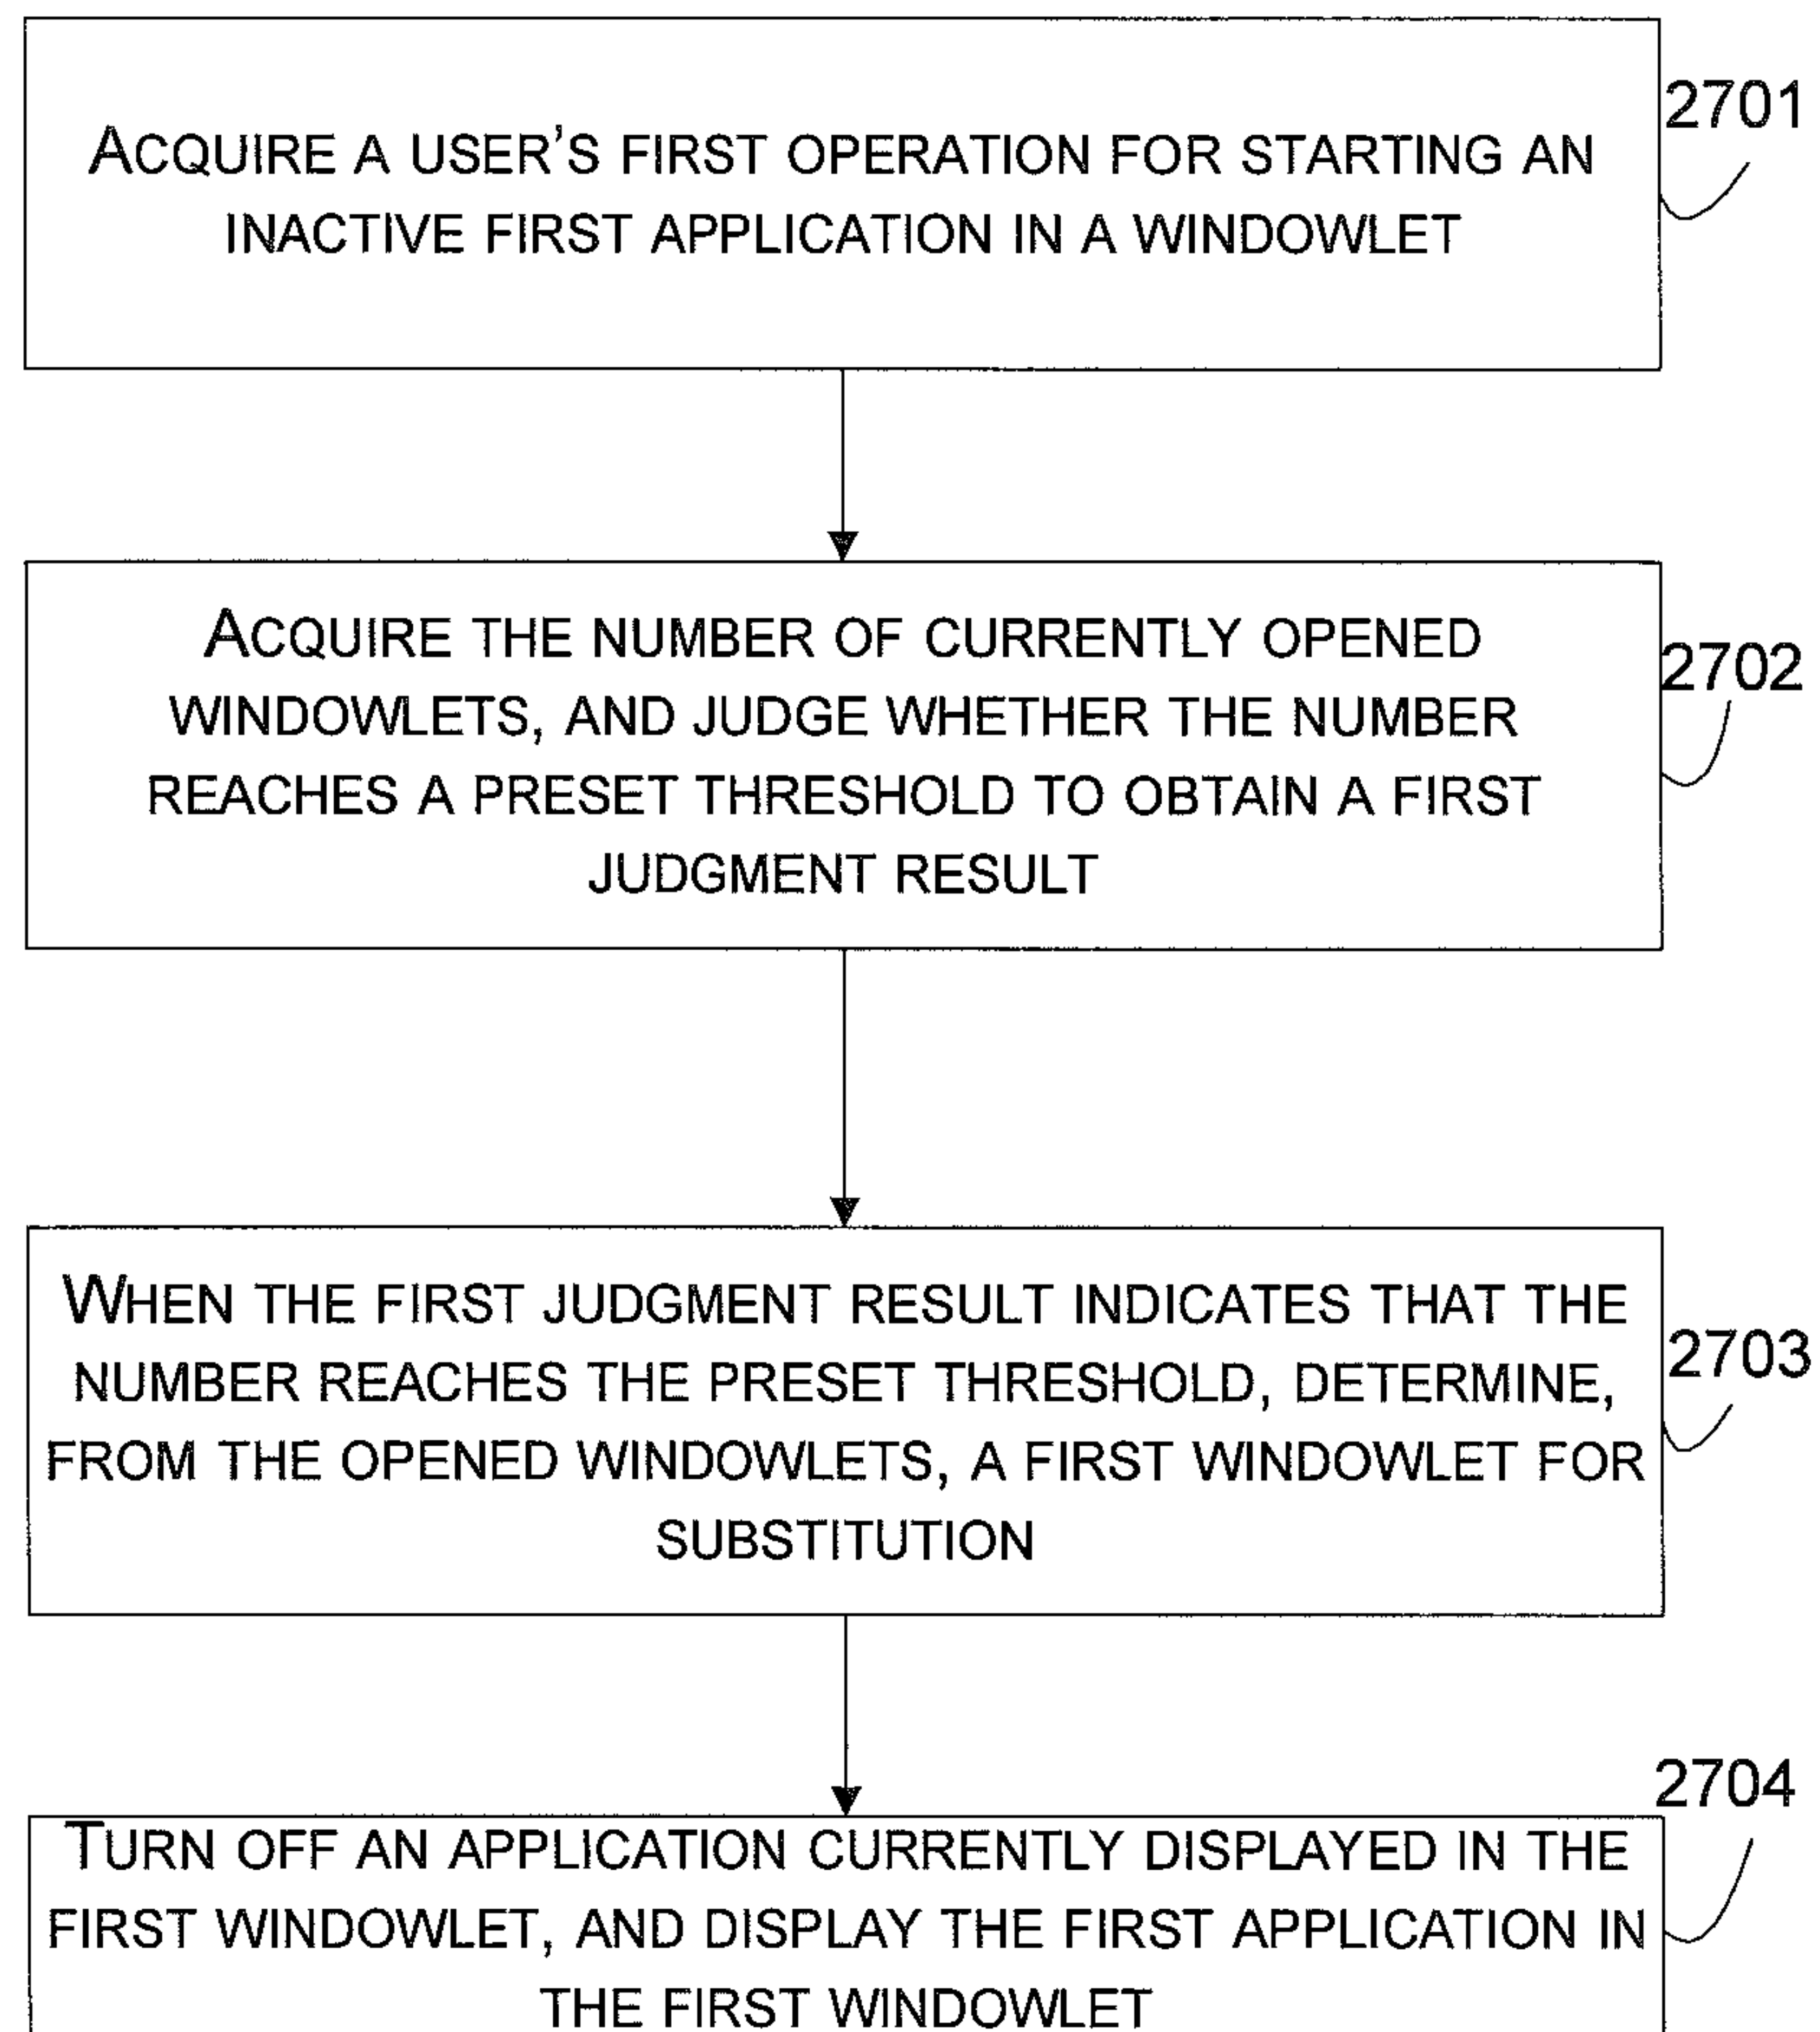 2701
ACQUIRE A USER'S FIRST OPERATION FOR STARTING AN
INACTIVE FIRST APPLICATION IN A WINDOWLET
2702
ACQUIRE THE NUMBER OF CURRENTLY OPENED
WINDOWLETS, AND JUDGE WHETHER THE NUMBER
REACHES A PRESET THRESHOLD TO OBTAIN A FIRST
JUDGMENT RESULT
2703
WHEN THE FIRST JUDGMENT RESULT INDICATES THAT THE
NUMBER REACHES THE PRESET THRESHOLD, DETERMINE,
FROM THE OPENED WINDOWLETS, A FIRST WINDOWLET FOR
SUBSTITUTION
2704
TURN OFF AN APPLICATION CURRENTLY DISPLAYED IN THE
FIRST WINDOWLET, AND DISPLAY THE FIRST APPLICATION IN
THE FIRST WINDOWLET